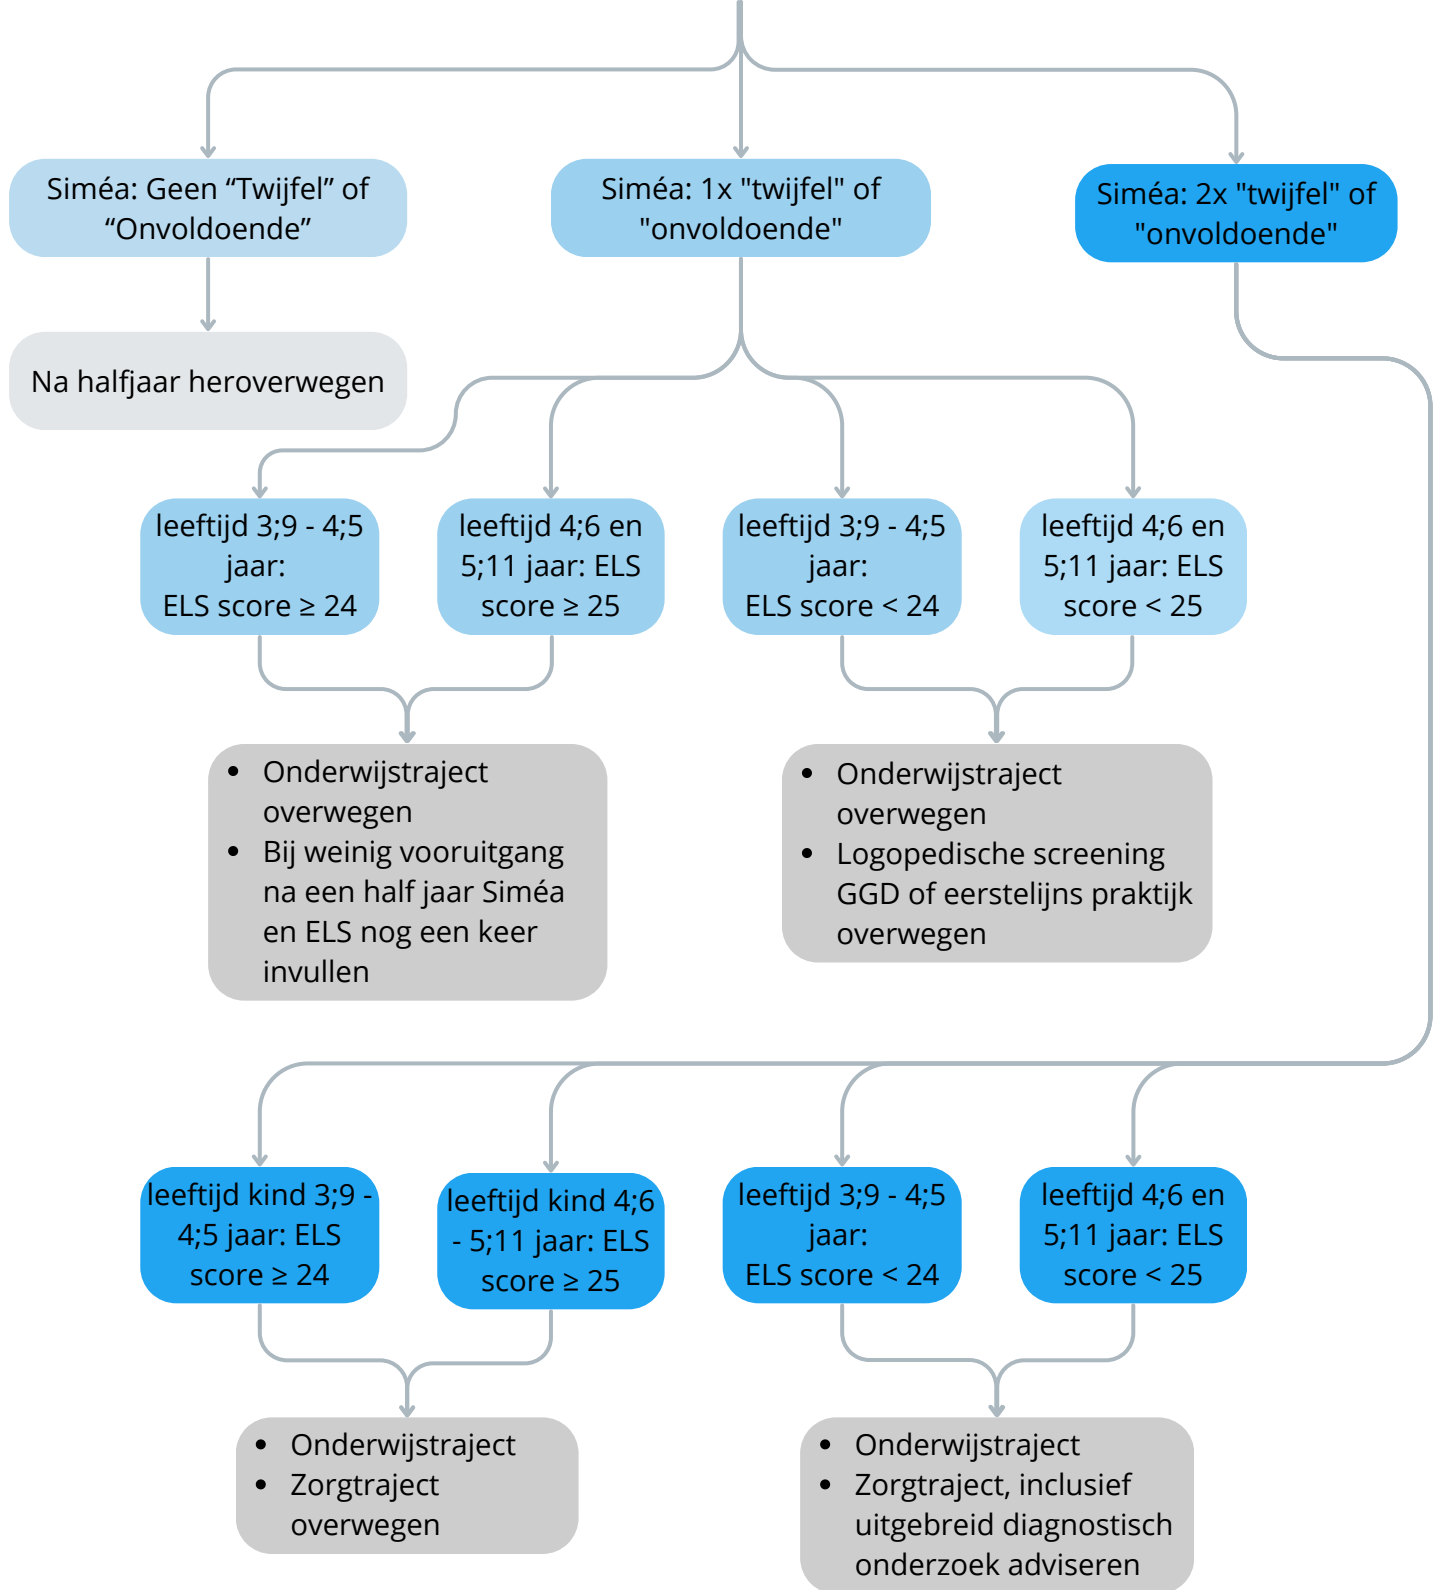 Siméa: Geen “Twijfel” of
“Onvoldoende”
Siméa: 1x "twijfel" of
"onvoldoende"
Siméa: 2x "twijfel" of
"onvoldoende"
Na halfjaar heroverwegen
leeftijd 3;9 - 4;5
jaar:
ELS score ≥ 24
leeftijd 4;6 en
5;11 jaar: ELS
score ≥ 25
leeftijd 3;9 - 4;5
jaar:
ELS score < 24
leeftijd 4;6 en
5;11 jaar: ELS
score < 25
• Onderwijstraject
overwegen
• Bij weinig vooruitgang
na een half jaar Siméa
en ELS nog een keer
invullen
• Onderwijstraject
overwegen
• Logopedische screening
GGD of eerstelijns praktijk
overwegen
leeftijd kind 3;9 -
4;5 jaar: ELS
score ≥ 24
leeftijd kind 4;6
- 5;11 jaar: ELS
score ≥ 25
leeftijd 3;9 - 4;5
jaar:
ELS score < 24
leeftijd 4;6 en
5;11 jaar: ELS
score < 25
• Onderwijstraject
• Zorgtraject
overwegen
• Onderwijstraject
• Zorgtraject, inclusief
uitgebreid diagnostisch
onderzoek adviseren